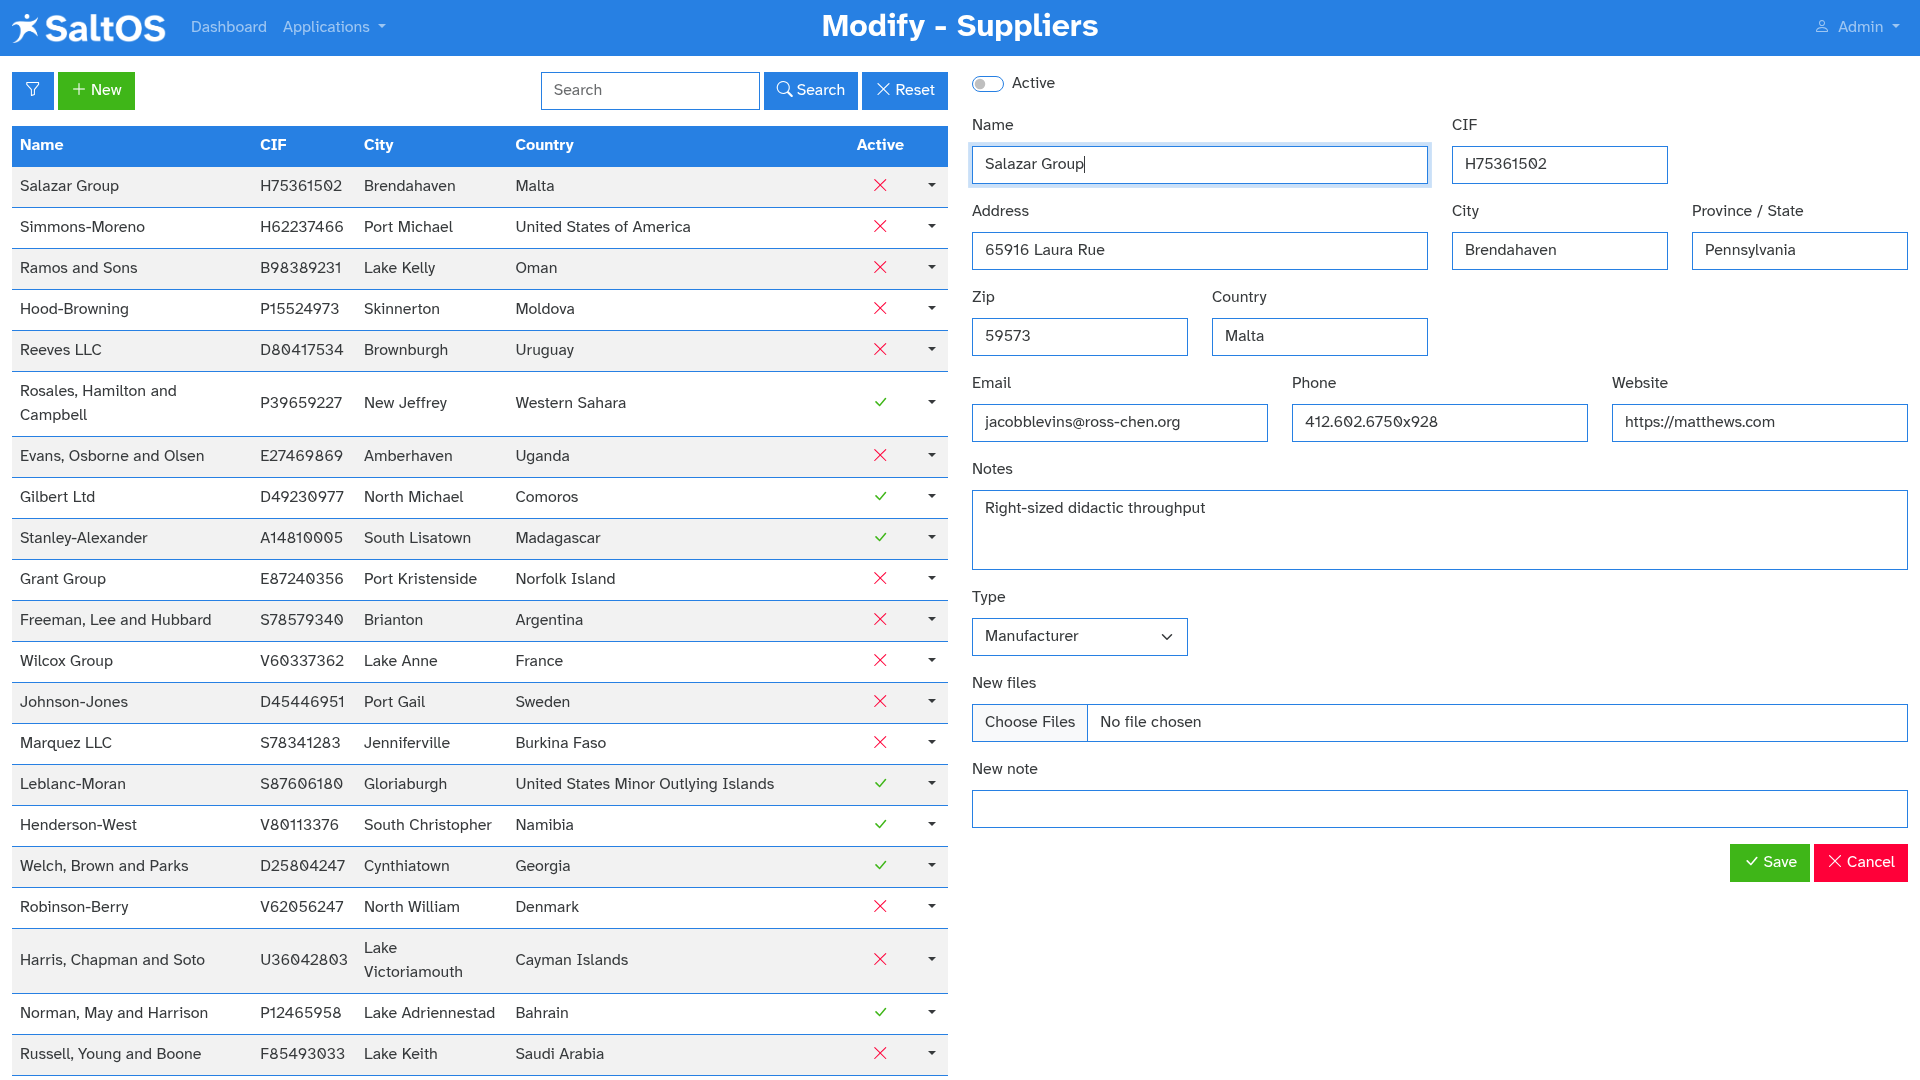 SaltOS Dashboard Applications Modify - Suppliers Admin
New Search Search Reset
Name CIF City Country Active
Salazar Group H75361502 Brendahaven Malta
Simmons-Moreno H62237466 Port Michael United States of America
Ramos and Sons B98389231 Lake Kelly Oman
Hood-Browning P15524973 Skinnerton Moldova
Reeves LLC D80417534 Brownburgh Uruguay
Rosales, Hamilton and
Campbell P39659227 New Jeffrey Western Sahara
Evans, Osborne and Olsen E27469869 Amberhaven Uganda
Gilbert Ltd D49230977 North Michael Comoros
Stanley-Alexander A14810005 South Lisatown Madagascar
Grant Group E87240356 Port Kristenside Norfolk Island
Freeman, Lee and Hubbard S78579340 Brianton Argentina
Wilcox Group V60337362 Lake Anne France
Johnson-Jones D45446951 Port Gail Sweden
Marquez LLC S78341283 Jenniferville Burkina Faso
Leblanc-Moran S87606180 Gloriaburgh United States Minor Outlying Islands
Henderson-West V80113376 South Christopher Namibia
Welch, Brown and Parks D25804247 Cynthiatown Georgia
Robinson-Berry V62056247 North William Denmark
Harris, Chapman and Soto U36042803 Lake
Victoriamouth Cayman Islands
Norman, May and Harrison P12465958 Lake Adriennestad Bahrain
Russell, Young and Boone F85493033 Lake Keith Saudi Arabia
Active
Name CIF
Salazar Group H75361502
Address City Province / State
65916 Laura Rue Brendahaven Pennsylvania
Zip Country
59573 Malta
Email Phone Website
jacobblevins@ross-chen.org 412.602.6750x928 https://matthews.com
Notes
Right-sized didactic throughput
Type
Manufacturer
New files
Choose Files No file chosen
New note
Save Cancel